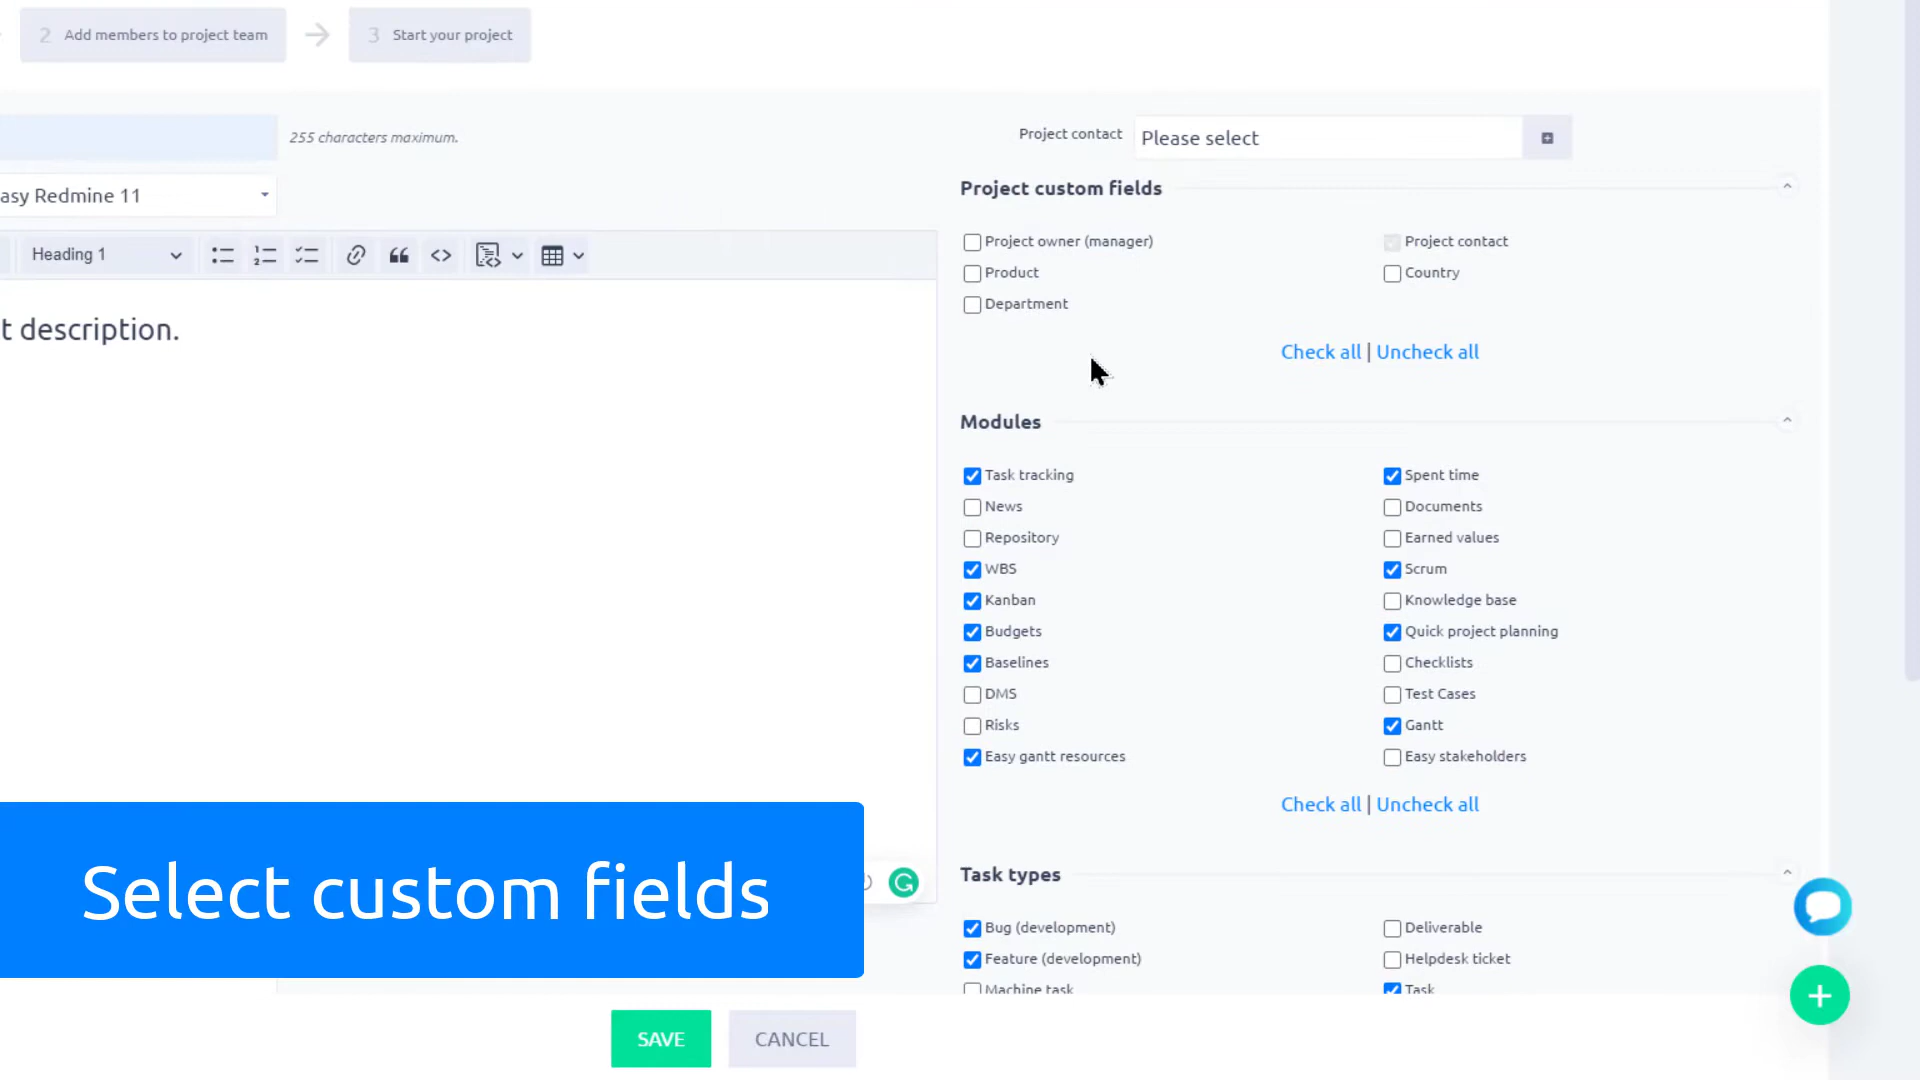 2 Add members to project team
3 Start your project
255 characters maximum.
asy Redmine 11
Heading 1
t description.
Project contact
Please select
Project custom fields
Project owner (manager)
Project contact
Product
Country
Department
Check all | Uncheck all
Modules
Task tracking
Spent time
News
Documents
Repository
Earned values
WBS
Scrum
Kanban
Knowledge base
Budgets
Quick project planning
Baselines
Checklists
DMS
Test Cases
Risks
Gantt
Easy gantt resources
Easy stakeholders
Check all | Uncheck all
Task types
Bug (development)
Deliverable
Feature (development)
Helpdesk ticket
Machine task
Task
Select custom fields
SAVE
CANCEL